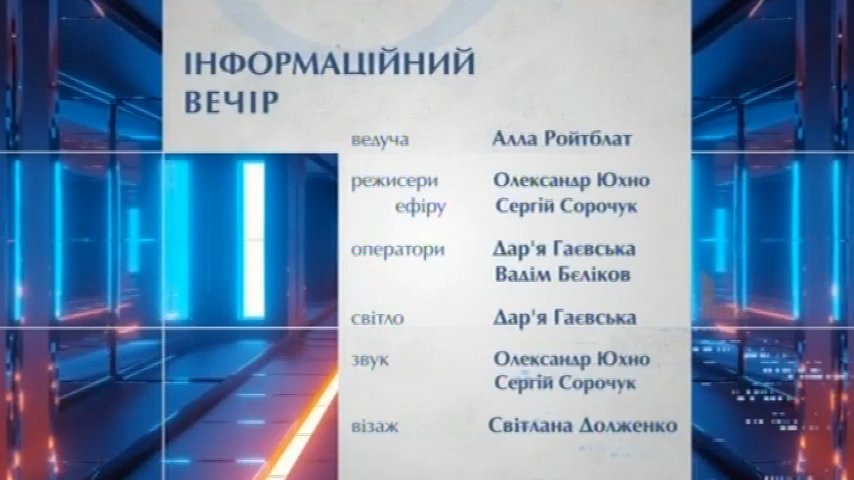 ІНФОРМАЦІЙНИЙ
ВЕЧІР
ведуча Алла Ройтблат
режисери Олександр Юхно
ефіру Сергій Сорочук
оператори Дар'я Гаєвська
Вадім Бєліков
світло Дар'я Гаєвська
звук Олександр Юхно
Сергій Сорочук
візаж Світлана Долженко